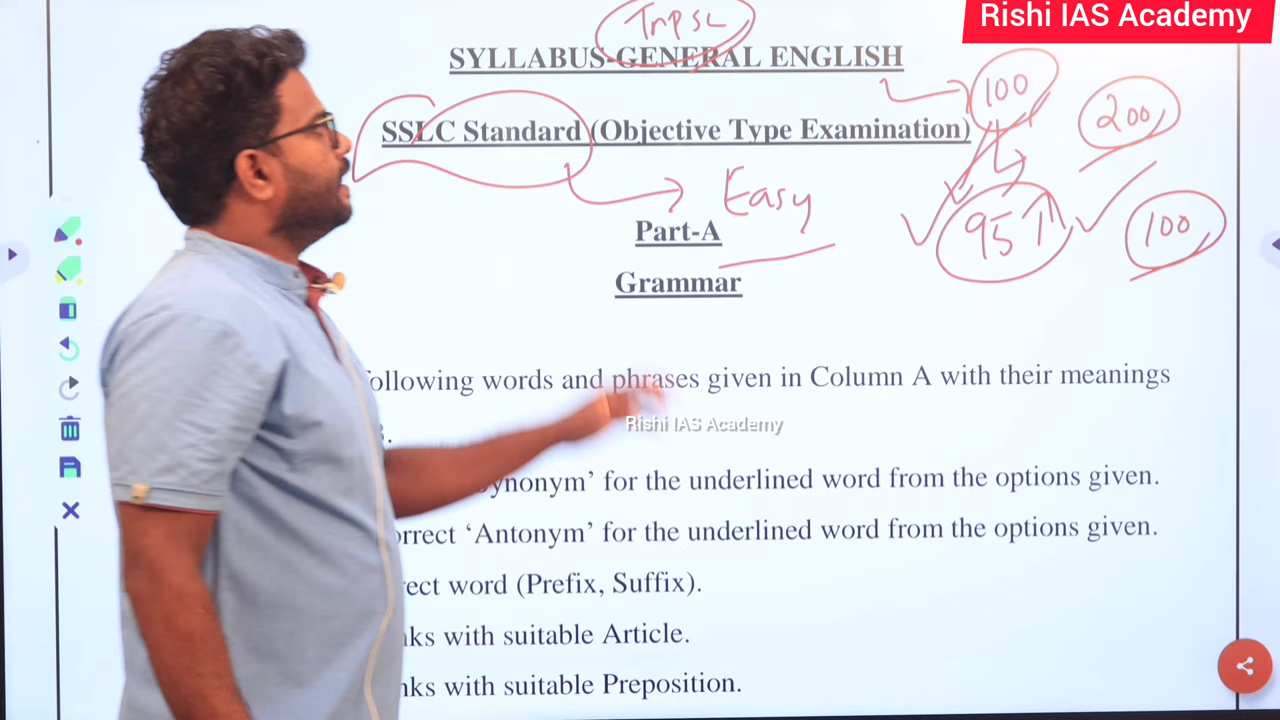 Rishi IAS Academy
Tnpsc
SYLLABUS-GENERAL ENGLISH
100
200
SSLC Standard (Objective Type Examination)
Easy
95
100
Part-A
Grammar
following words and phrases given in Column A with their meanings
Rishi IAS Academy
ynonym’ for the underlined word from the options given.
orrect ‘Antonym’ for the underlined word from the options given.
rect word (Prefix, Suffix).
nks with suitable Article.
nks with suitable Preposition.